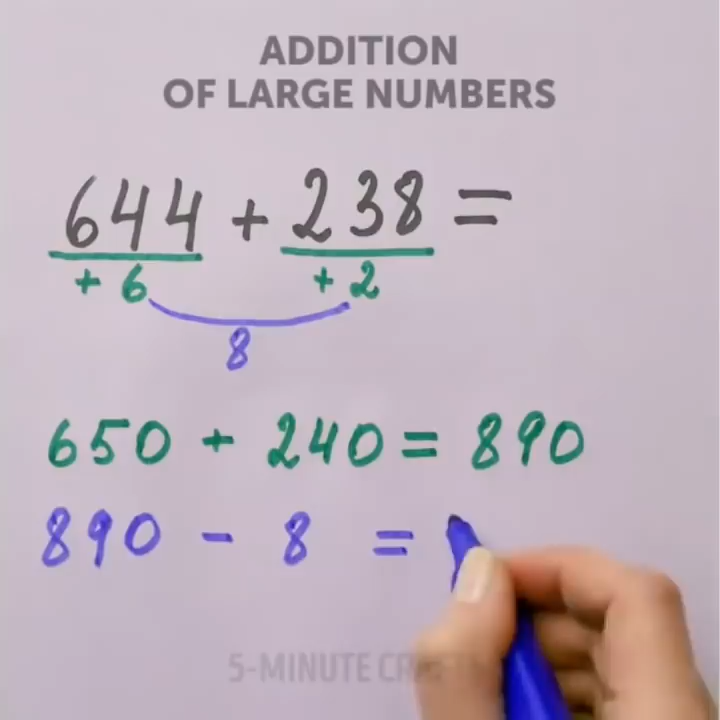 ADDITION
OF LARGE NUMBERS
644 + 238 =
+ 6 + 2
8
650 + 240 = 890
890 - 8 =
5-MINUTE